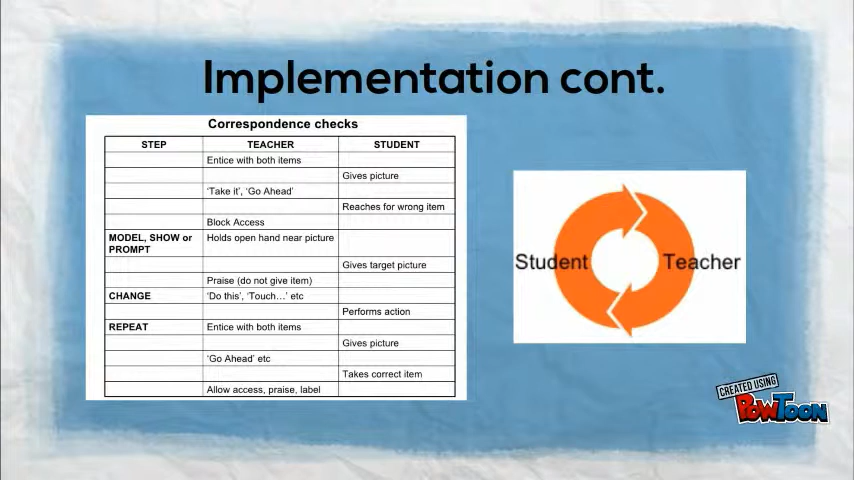 Implementation cont.
Correspondence checks
STEP TEACHER STUDENT
Entice with both items
Gives picture
'Take it', 'Go Ahead'
Reaches for wrong item
Block Access
MODEL, SHOW or Holds open hand near picture
PROMPT
Gives target picture
Praise (do not give item)
CHANGE 'Do this', 'Touch…' etc
Performs action
REPEAT Entice with both items
Gives picture
'Go Ahead' etc
Takes correct item
Allow access, praise, label
Student Teacher
CREATED USING
POWTOON